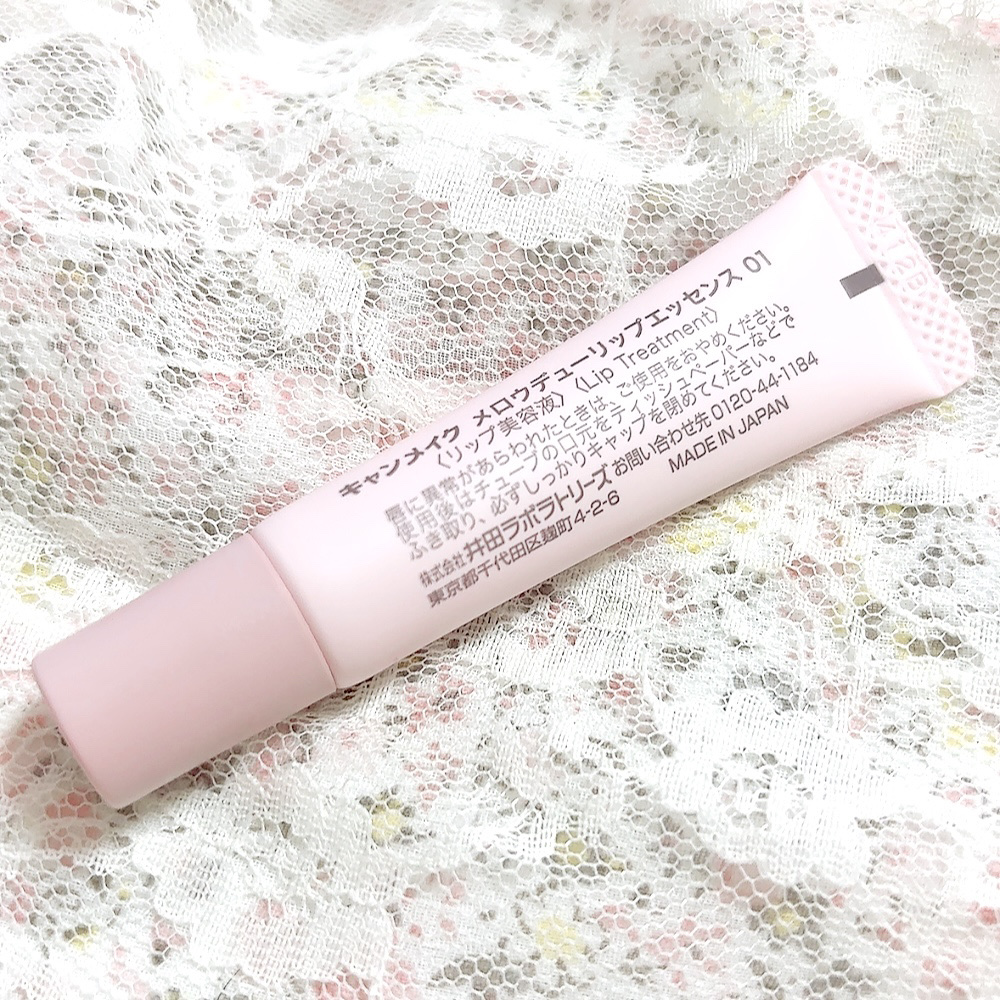 キャンメイク メロウデューリップエッセンス 01
〈リップ美容液〉〈Lip Treatment〉
唇に異常があらわれたときは、ご使用をおやめください。
使用後はチューブの口元をティッシュペーパーなどで
ふき取り、必ずしっかりキャップを閉めてください。
株式会社 井田ラボラトリーズ お問い合わせ先 0120-44-1184
東京都千代田区麹町4-2-6 MADE IN JAPAN